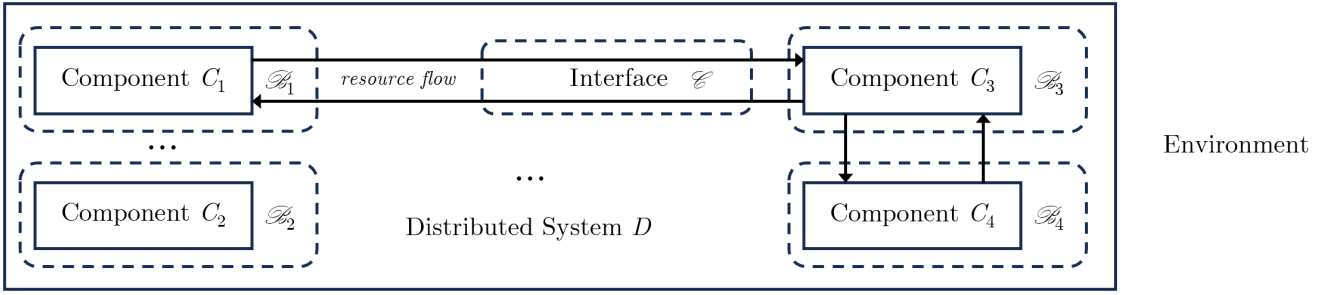 Component C₁ ℬ₁
resource flow
Interface 𝒞
Component C₃ ℬ₃
...
Environment
Component C₂ ℬ₂
...
Distributed System D
Component C₄ ℬ₄